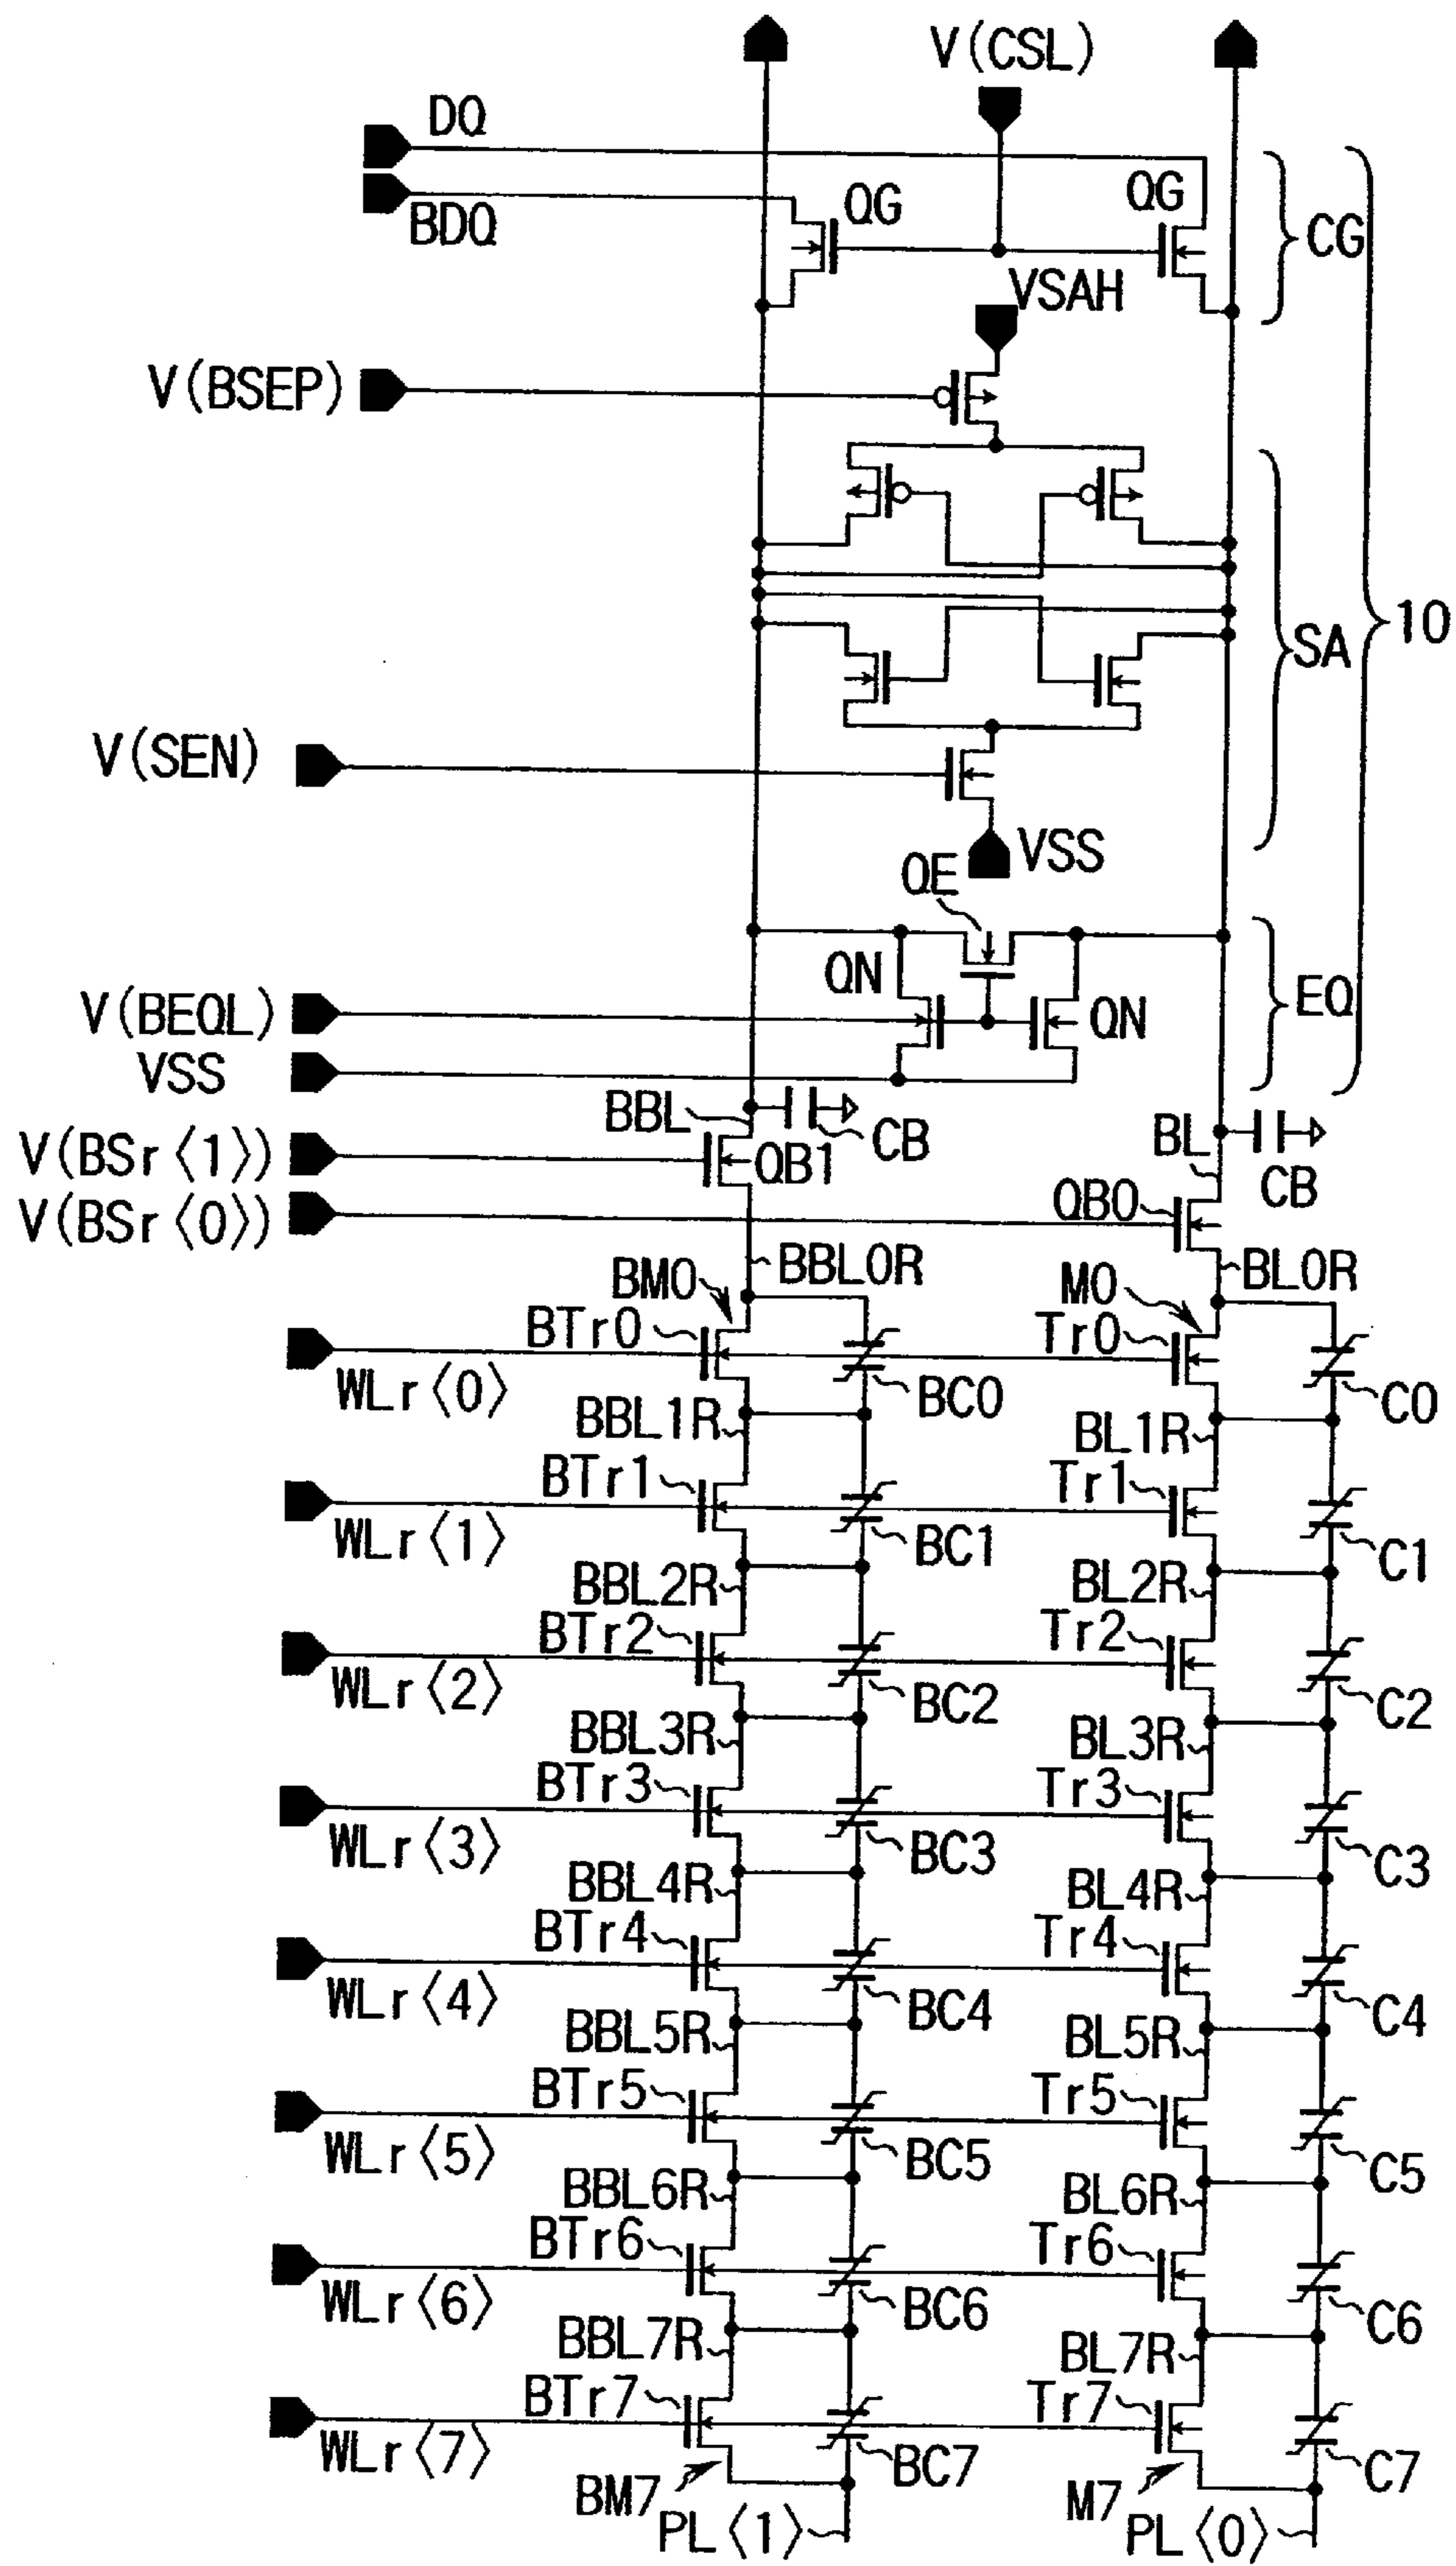 V(CSL)
DQ
BDQ
QG
QG
CG
VSAH
V(BSEP)
10
SA
V(SEN)
VSS
QE
QN
QN
EQ
V(BEQL)
VSS
BBL
CB
BL
CB
V(BSr<1>)
QB1
V(BSr<0>)
QB0
BBL0R
BL0R
BM0
M0
BTr0
Tr0
WLr<0>
BC0
C0
BBL1R
BL1R
BTr1
Tr1
WLr<1>
BC1
C1
BBL2R
BL2R
BTr2
Tr2
WLr<2>
BC2
C2
BBL3R
BL3R
BTr3
Tr3
WLr<3>
BC3
C3
BBL4R
BL4R
BTr4
Tr4
WLr<4>
BC4
C4
BBL5R
BL5R
BTr5
Tr5
WLr<5>
BC5
C5
BBL6R
BL6R
BTr6
Tr6
WLr<6>
BC6
C6
BBL7R
BL7R
BTr7
Tr7
WLr<7>
BC7
C7
BM7
M7
PL<1>
PL<0>